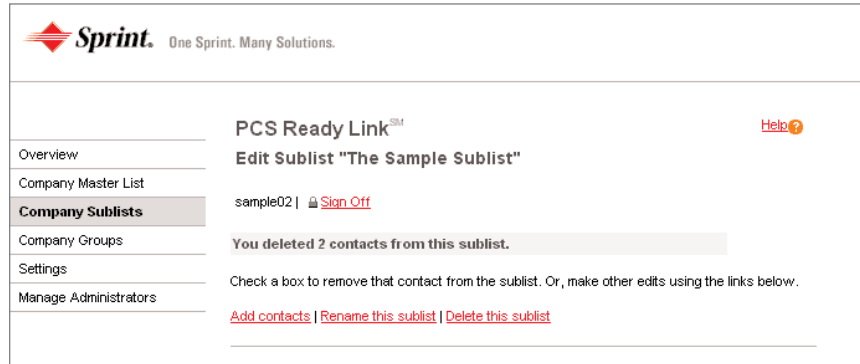 Sprint. One Sprint. Many Solutions.
PCS Ready Link℠
Help?
Edit Sublist "The Sample Sublist"
Overview
Company Master List
Company Sublists
Company Groups
Settings
Manage Administrators
sample02 | Sign Off
You deleted 2 contacts from this sublist.
Check a box to remove that contact from the sublist. Or, make other edits using the links below.
Add contacts | Rename this sublist | Delete this sublist